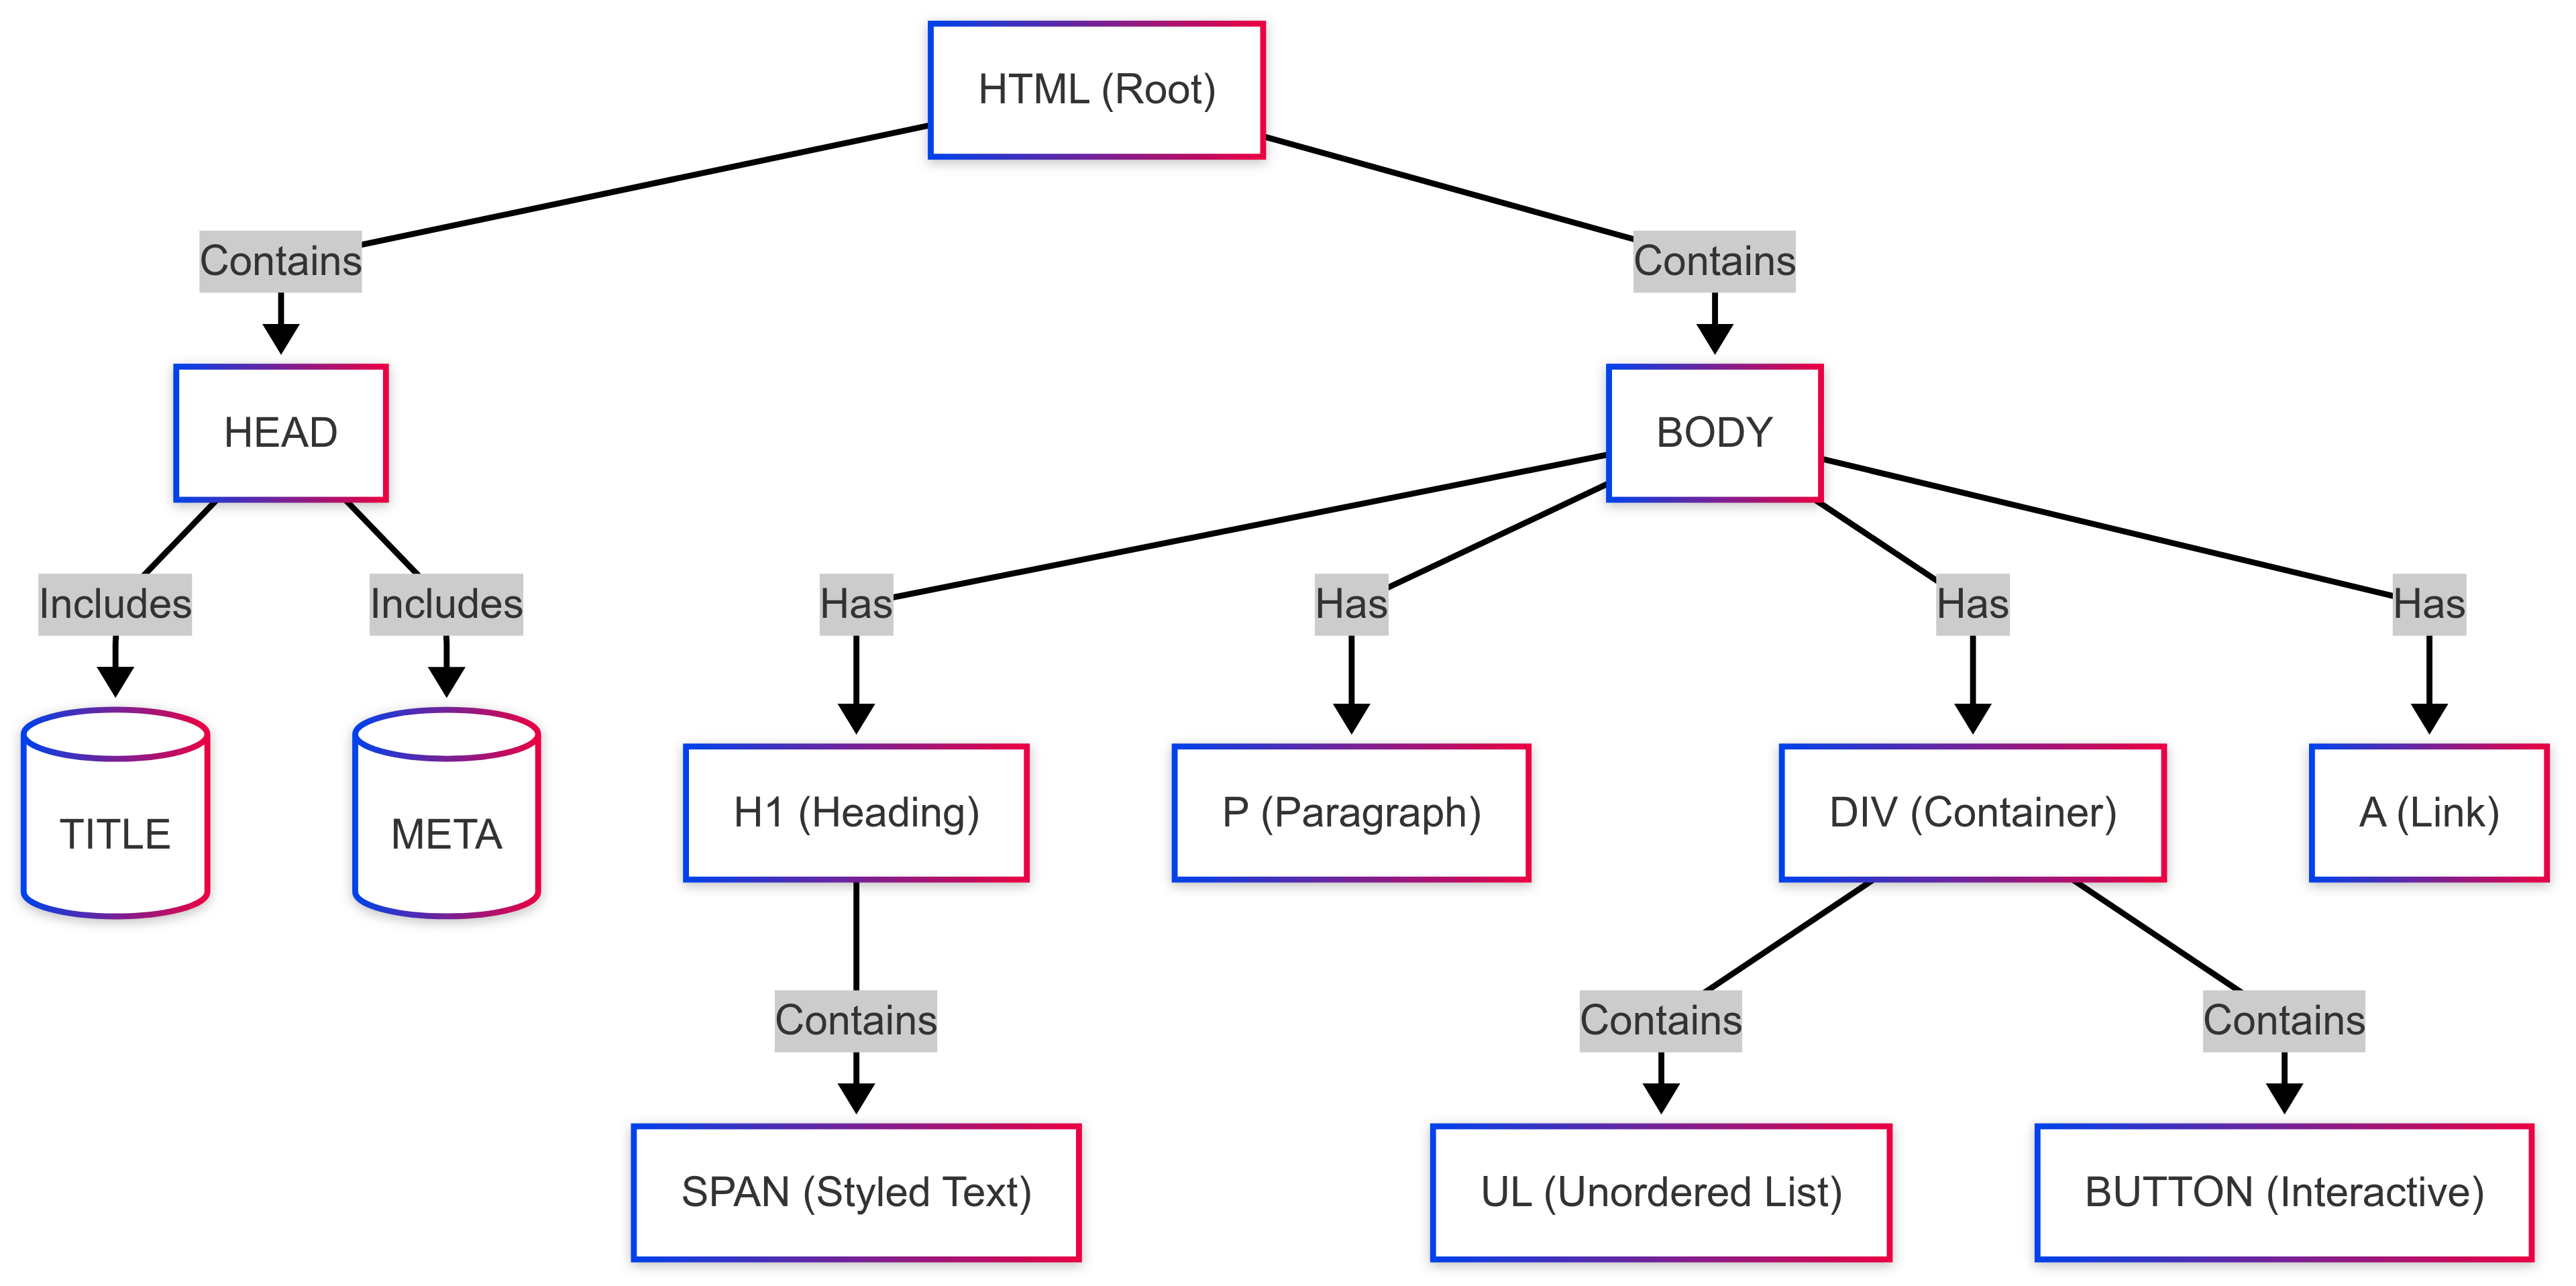 HTML (Root)
Contains
Contains
HEAD
BODY
Includes
Includes
Has
Has
Has
Has
TITLE
META
H1 (Heading)
P (Paragraph)
DIV (Container)
A (Link)
Contains
Contains
Contains
SPAN (Styled Text)
UL (Unordered List)
BUTTON (Interactive)